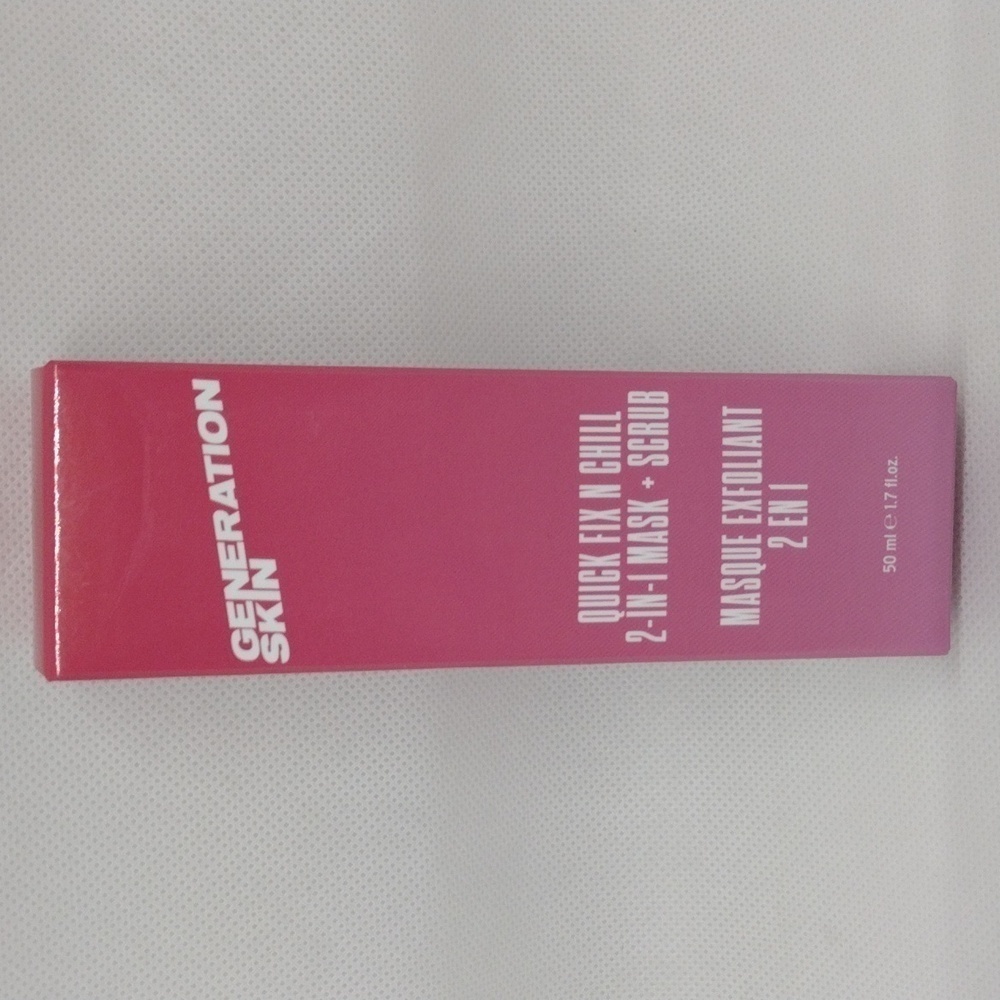 GENERATION
SKIN
QUICK FIX N CHILL
2-IN-1 MASK + SCRUB
MASQUE EXFOLIANT
2 EN 1
50 ml ℮ 1.7 fl.oz.